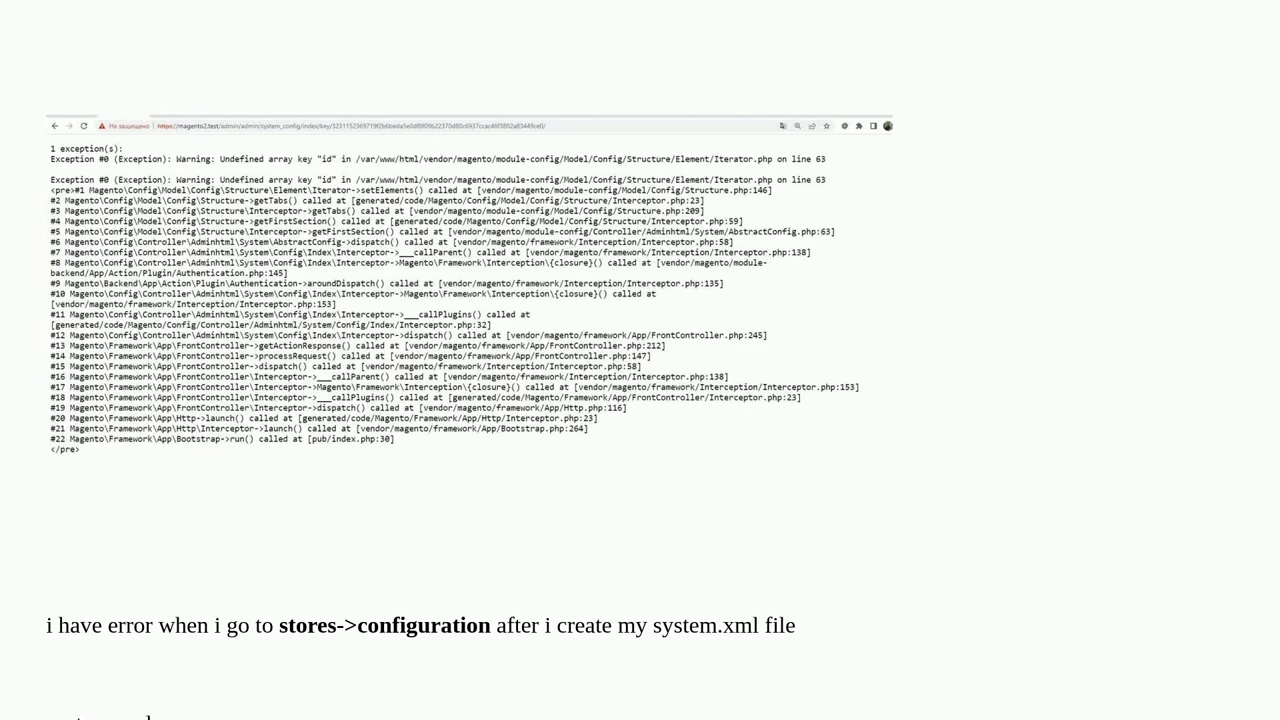 Не защищено https://magento2.test/admin/admin/system_config/index/key/
1 exception(s):
Exception #0 (Exception): Warning: Undefined array key "id" in /var/www/html/vendor/magento/module-config/Model/Config/Structure/Element/Iterator.php on line 63
Exception #0 (Exception): Warning: Undefined array key "id" in /var/www/html/vendor/magento/module-config/Model/Config/Structure/Element/Iterator.php on line 63
<pre>#1 Magento\Config\Model\Config\Structure\Element\Iterator->setElements() called at [vendor/magento/module-config/Model/Config/Structure.php:146]
#2 Magento\Config\Model\Config\Structure->getTabs() called at [generated/code/Magento/Config/Model/Config/Structure/Interceptor.php:23]
#3 Magento\Config\Model\Config\Structure\Interceptor->getTabs() called at [vendor/magento/module-config/Model/Config/Structure.php:209]
#4 Magento\Config\Model\Config\Structure->getFirstSection() called at [generated/code/Magento/Config/Model/Config/Structure/Interceptor.php:59]
#5 Magento\Config\Model\Config\Structure\Interceptor->getFirstSection() called at [vendor/magento/module-config/Controller/Adminhtml/System/AbstractConfig.php:63]
#6 Magento\Config\Controller\Adminhtml\System\AbstractConfig->dispatch() called at [vendor/magento/framework/Interception/Interceptor.php:58]
#7 Magento\Config\Controller\Adminhtml\System\Config\Index\Interceptor->___callParent() called at [vendor/magento/framework/Interception/Interceptor.php:138]
#8 Magento\Config\Controller\Adminhtml\System\Config\Index\Interceptor->Magento\Framework\Interception\{closure}() called at [vendor/magento/module-
backend/App/Action/Plugin/Authentication.php:145]
#9 Magento\Backend\App\Action\Plugin\Authentication->aroundDispatch() called at [vendor/magento/framework/Interception/Interceptor.php:135]
#10 Magento\Config\Controller\Adminhtml\System\Config\Index\Interceptor->Magento\Framework\Interception\{closure}() called at
[vendor/magento/framework/Interception/Interceptor.php:153]
#11 Magento\Config\Controller\Adminhtml\System\Config\Index\Interceptor->___callPlugins() called at
[generated/code/Magento/Config/Controller/Adminhtml/System/Config/Index/Interceptor.php:32]
#12 Magento\Config\Controller\Adminhtml\System\Config\Index\Interceptor->dispatch() called at [vendor/magento/framework/App/FrontController.php:245]
#13 Magento\Framework\App\FrontController->getActionResponse() called at [vendor/magento/framework/App/FrontController.php:212]
#14 Magento\Framework\App\FrontController->processRequest() called at [vendor/magento/framework/App/FrontController.php:147]
#15 Magento\Framework\App\FrontController->dispatch() called at [vendor/magento/framework/Interception/Interceptor.php:58]
#16 Magento\Framework\App\FrontController\Interceptor->___callParent() called at [vendor/magento/framework/Interception/Interceptor.php:138]
#17 Magento\Framework\App\FrontController\Interceptor->Magento\Framework\Interception\{closure}() called at [vendor/magento/framework/Interception/Interceptor.php:153]
#18 Magento\Framework\App\FrontController\Interceptor->___callPlugins() called at [generated/code/Magento/Framework/App/FrontController/Interceptor.php:23]
#19 Magento\Framework\App\FrontController\Interceptor->dispatch() called at [vendor/magento/framework/App/Http.php:116]
#20 Magento\Framework\App\Http->launch() called at [generated/code/Magento/Framework/App/Http/Interceptor.php:23]
#21 Magento\Framework\App\Http\Interceptor->launch() called at [vendor/magento/framework/App/Bootstrap.php:264]
#22 Magento\Framework\App\Bootstrap->run() called at [pub/index.php:30]
</pre>
i have error when i go to stores->configuration after i create my system.xml file